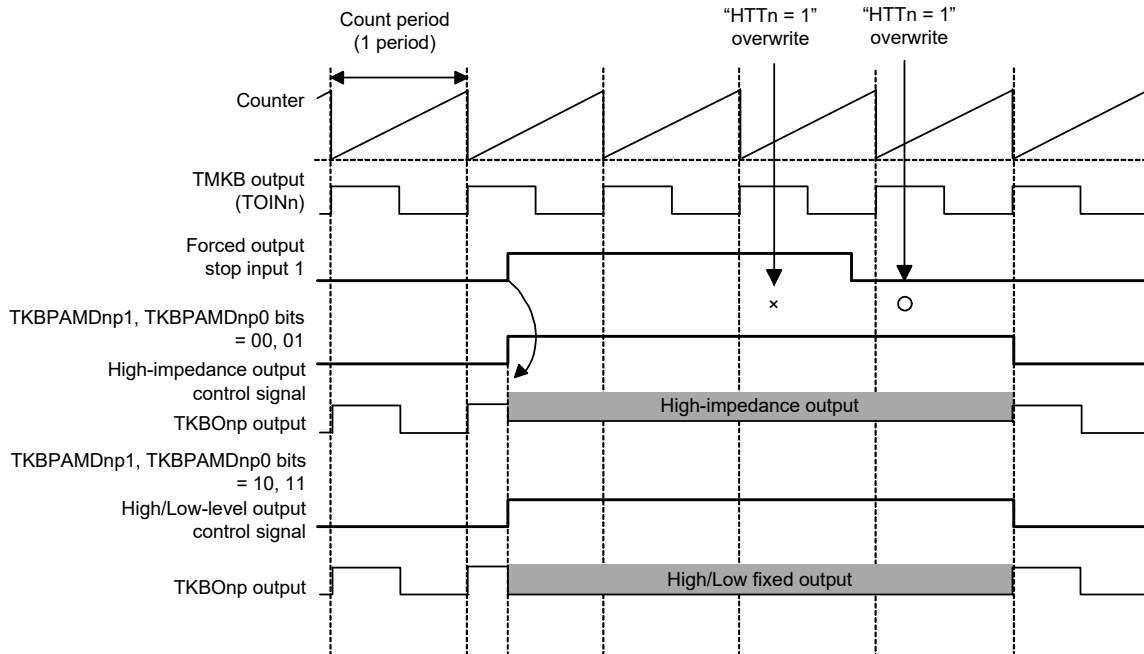 Count period
(1 period)
“HTTn = 1”
overwrite
“HTTn = 1”
overwrite
Counter
TMKB output
(TOINn)
Forced output
stop input 1
×
TKBPAMDnp1, TKBPAMDnp0 bits
= 00, 01
High-impedance output
control signal
High-impedance output
TKBOnp output
TKBPAMDnp1, TKBPAMDnp0 bits
= 10, 11
High/Low-level output
control signal
High/Low fixed output
TKBOnp output